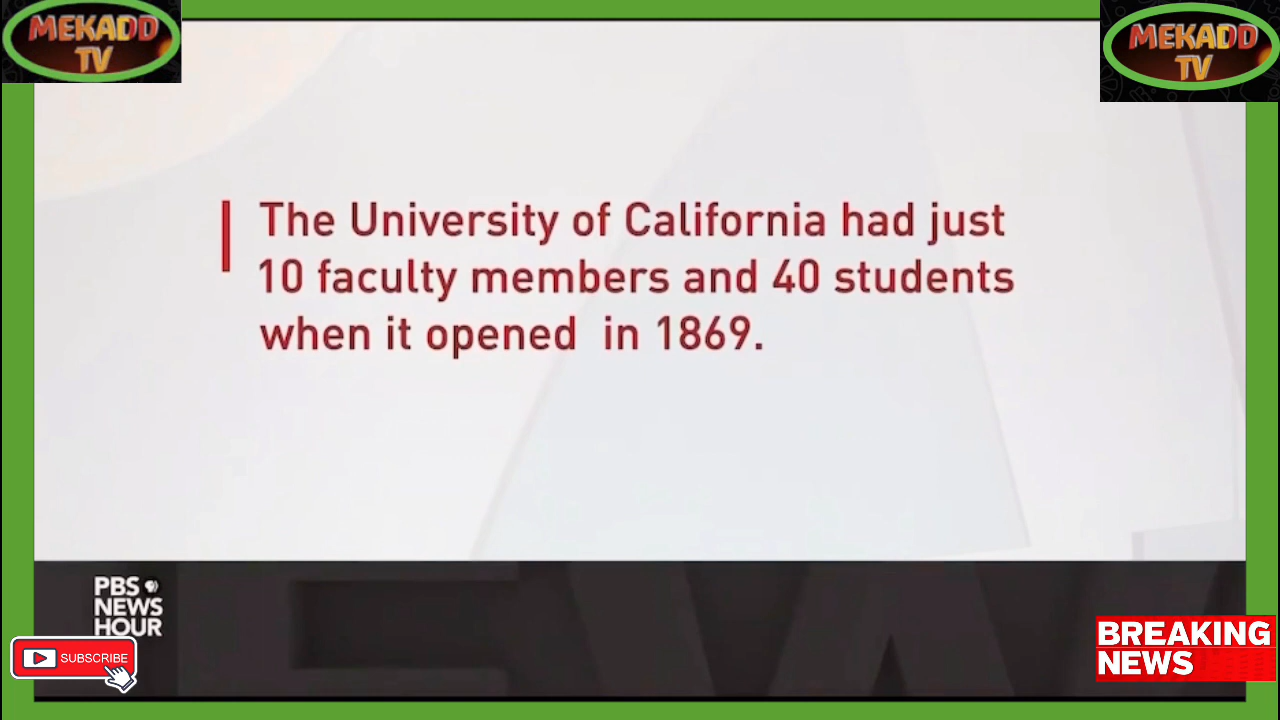 MEKADD
TV
MEKADD
TV
The University of California had just
10 faculty members and 40 students
when it opened in 1869.
PBS
NEWS
HOUR
SUBSCRIBE
BREAKING
NEWS